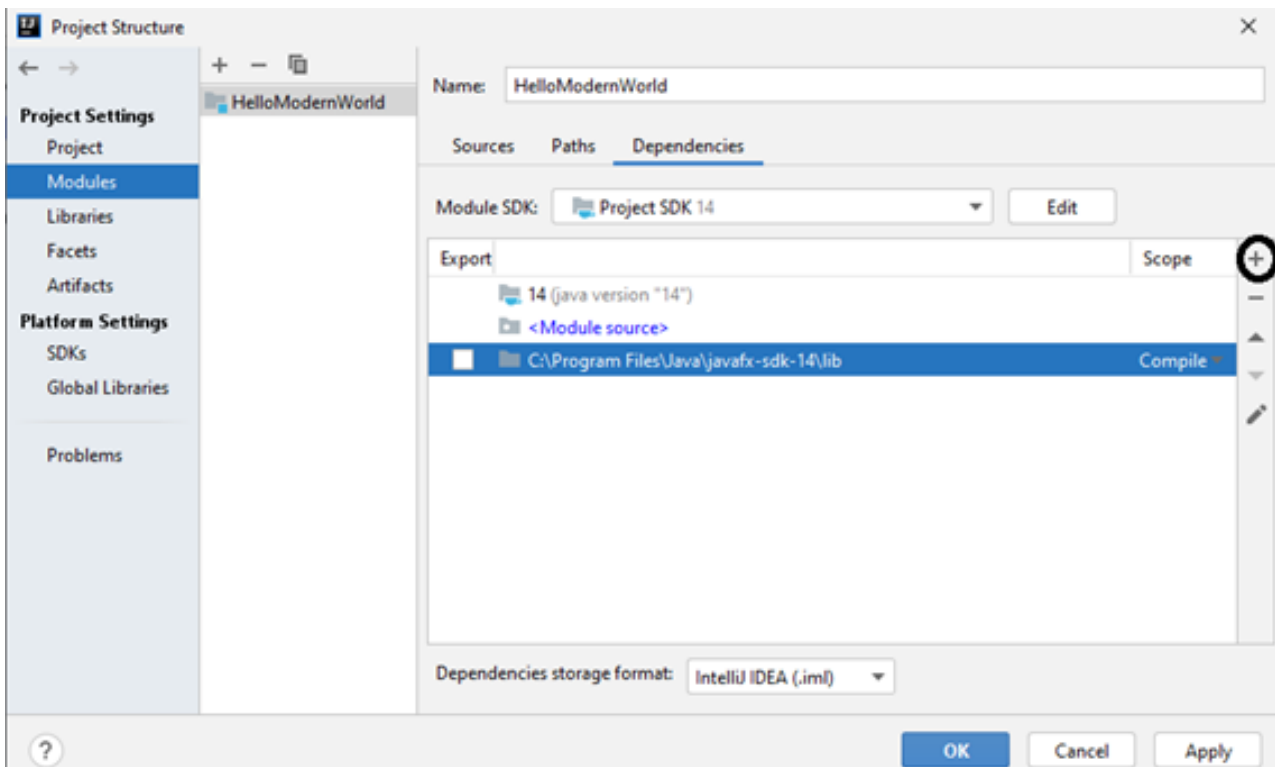 Project Structure
Project Settings
Project
Modules
Libraries
Facets
Artifacts
Platform Settings
SDKs
Global Libraries
Problems
HelloModernWorld
Name: HelloModernWorld
Sources Paths Dependencies
Module SDK: Project SDK 14 Edit
Export Scope
14 (java version "14")
<Module source>
C:\Program Files\Java\javafx-sdk-14\lib Compile
Dependencies storage format: IntelliJ IDEA (.iml)
? OK Cancel Apply